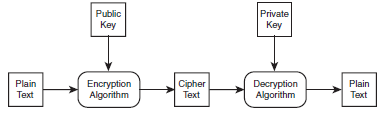 Public
Key
Private
Key
Plain
Text
Encryption
Algorithm
Cipher
Text
Decryption
Algorithm
Plain
Text